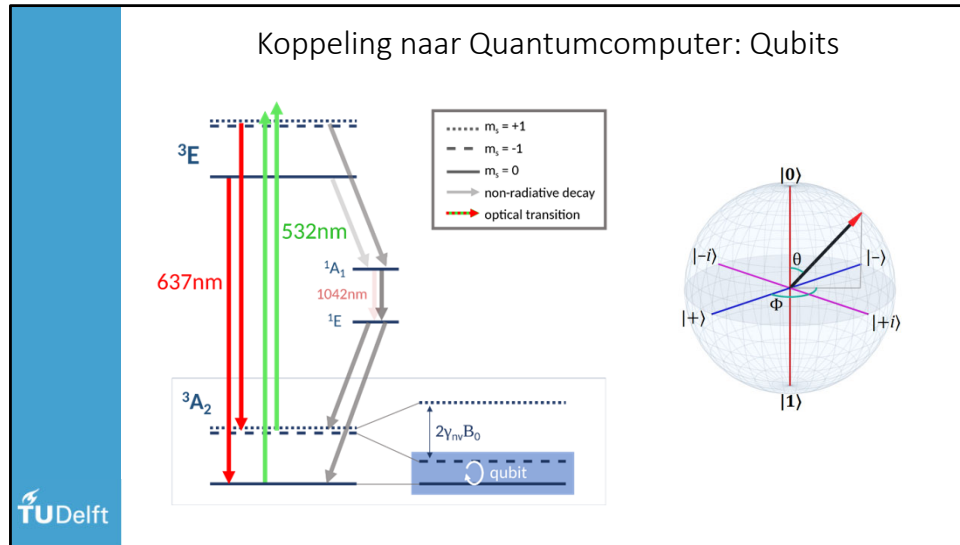 Koppeling naar Quantumcomputer: Qubits
³E
637nm
532nm
¹A₁
1042nm
¹E
³A₂
2γₙᵥB₀
qubit
mₛ = +1
mₛ = -1
mₛ = 0
non-radiative decay
optical transition
|0⟩
|−i⟩
θ
|−⟩
|+⟩
Φ
|+i⟩
|1⟩
TUDelft